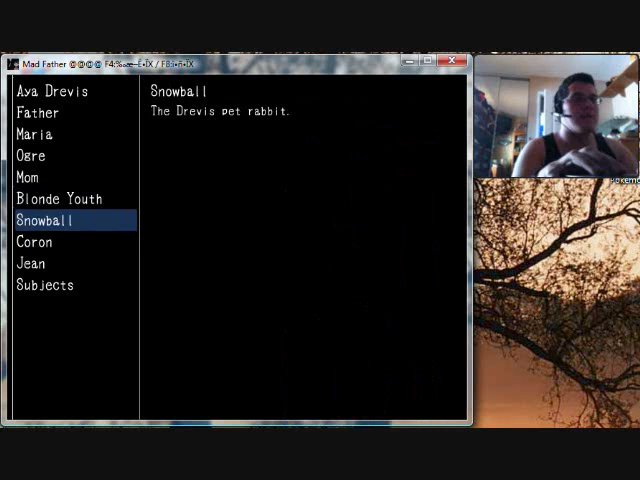 Mad Father @@@@ F4:
Aya Drevis
Father
Maria
Ogre
Mom
Blonde Youth
Snowball
Coron
Jean
Subjects
Snowball
The Drevis pet rabbit.